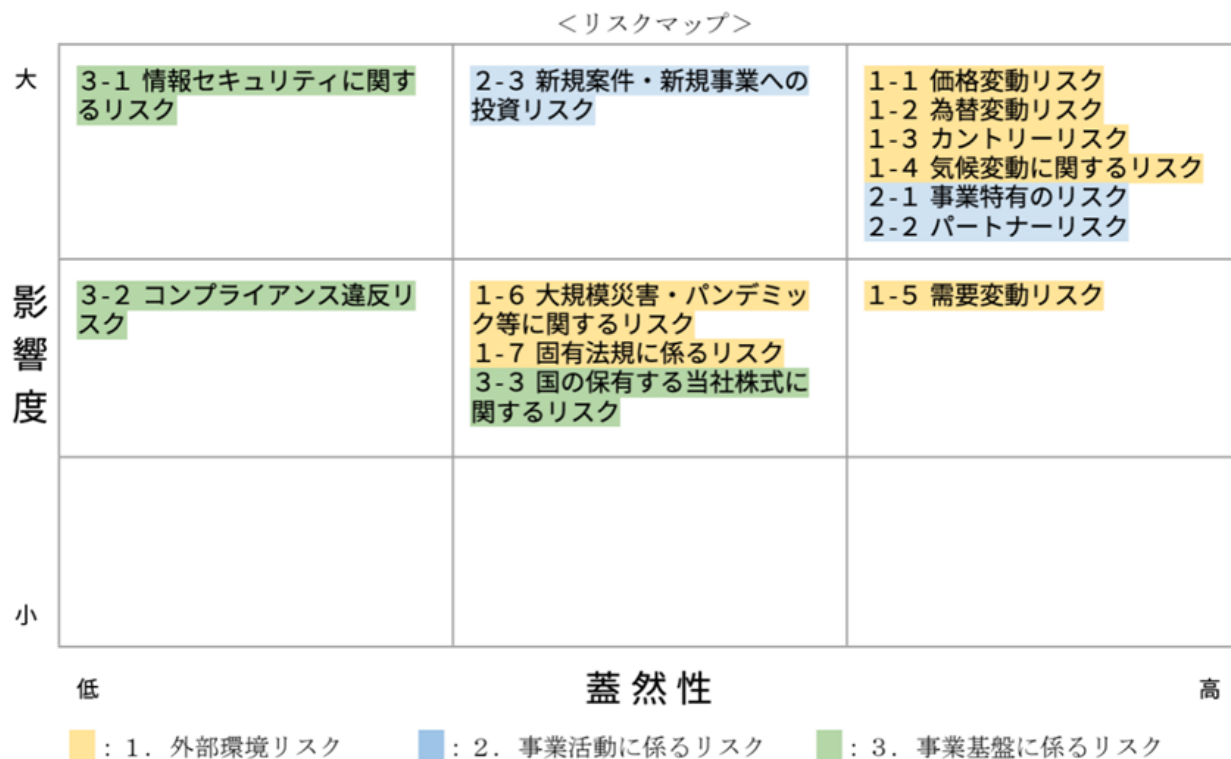 ＜リスクマップ＞
大
3-1 情報セキュリティに関す
るリスク
2-3 新規案件・新規事業への
投資リスク
1-1 価格変動リスク
1-2 為替変動リスク
1-3 カントリーリスク
1-4 気候変動に関するリスク
2-1 事業特有のリスク
2-2 パートナーリスク
影響度
3-2 コンプライアンス違反リ
スク
1-6 大規模災害・パンデミッ
ク等に関するリスク
1-7 固有法規に係るリスク
3-3 国の保有する当社株式に
関するリスク
1-5 需要変動リスク
小
低
蓋然性
高
：１．外部環境リスク
：２．事業活動に係るリスク
：３．事業基盤に係るリスク